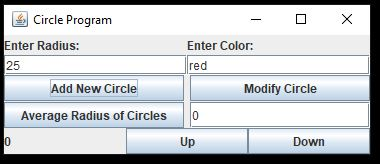 Circle Program
Enter Radius: Enter Color:
25 red
Add New Circle Modify Circle
Average Radius of Circles 0
0 Up Down